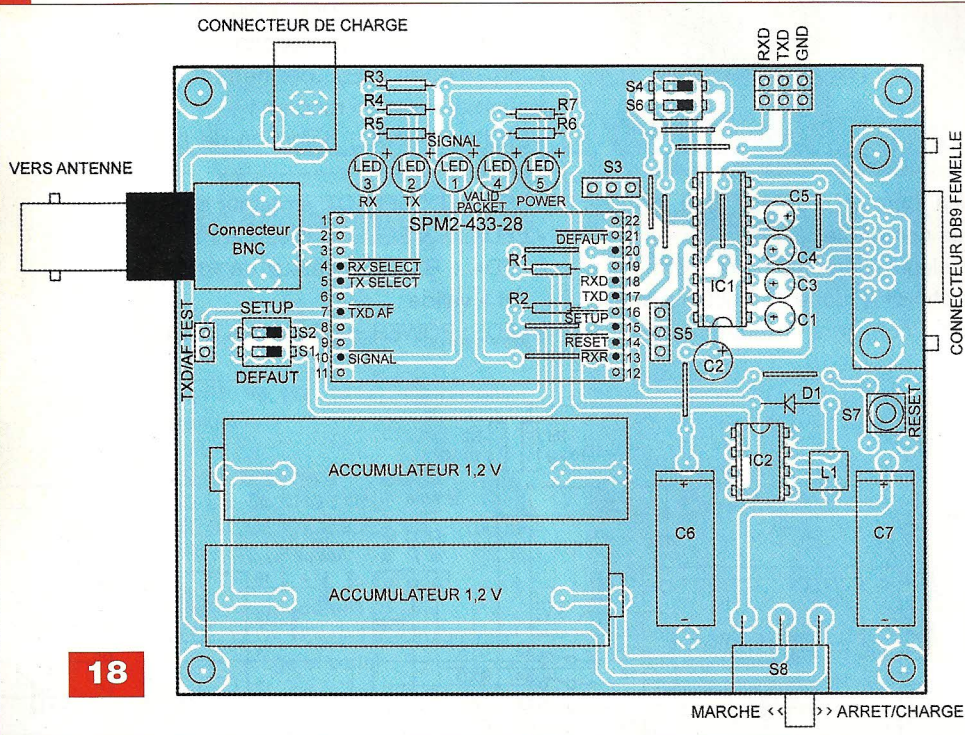 CONNECTEUR DE CHARGE
RXD
TXD
GND
R3
R4
R5
SIGNAL
R7
R6
S4
S6
VERS ANTENNE
LED 3
LED 2
LED 1
LED 4
LED 5
RX
TX
VALID PACKET
POWER
S3
C5
C4
C3
C1
IC1
CONNECTEUR DB9 FEMELLE
Connecteur
BNC
SPM2-433-28
1
2
3
4 RX SELECT
5 TX SELECT
6
7 TXD AF
8
9
10 SIGNAL
11
22
21
DEFAUT 20
R1
19
RXD 18
TXD 17
R2
16
SETUP 15
RESET 14
RXR 13
12
S5
C2
TXD/AF TEST
SETUP
S2
S1
DEFAUT
D1
S7
RESET
IC2
L1
ACCUMULATEUR 1,2 V
+
C6
-
+
C7
-
ACCUMULATEUR 1,2 V
18
S8
MARCHE << >> ARRET/CHARGE